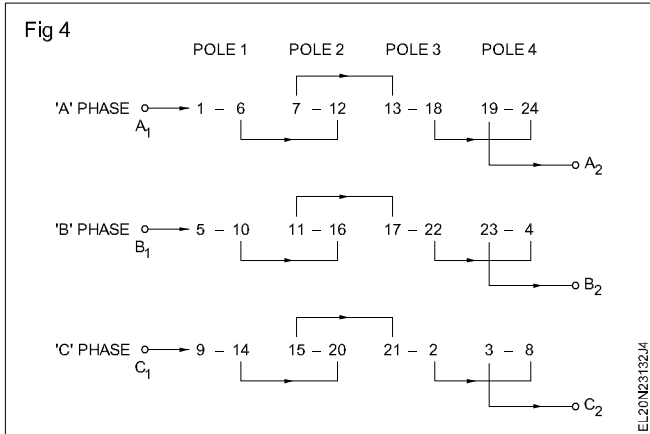 Fig 4
POLE 1 POLE 2 POLE 3 POLE 4
'A' PHASE 1 – 6 7 – 12 13 – 18 19 – 24
A1
A2
'B' PHASE 5 – 10 11 – 16 17 – 22 23 – 4
B1
B2
'C' PHASE 9 – 14 15 – 20 21 – 2 3 – 8
C1
C2
EL20N23132J4